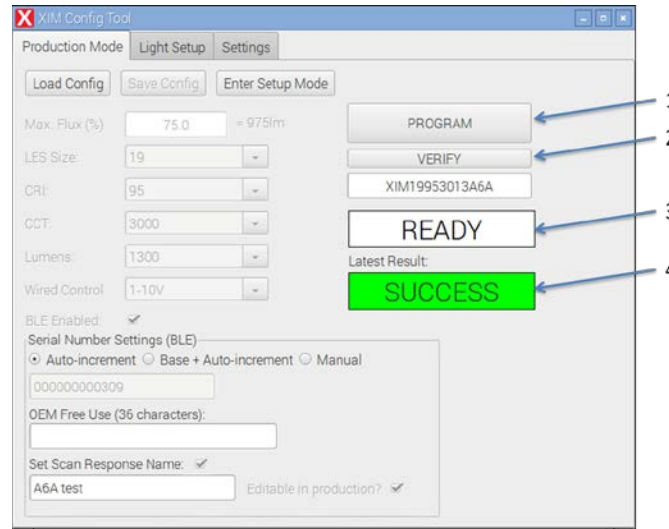 XIM Config Tool
Production Mode Light Setup Settings
Load Config Save Config Enter Setup Mode
Max. Flux (%) 75.0 = 975lm PROGRAM 1
LES Size: 19 VERIFY 2
CRI: 95 XIM19953013A6A
CCT: 3000 READY 3
Lumens: 1300 Latest Result:
Wired Control 1-10V SUCCESS 4
BLE Enabled:
Serial Number Settings (BLE)
Auto-increment Base + Auto-increment Manual
000000000309
OEM Free Use (36 characters):
Set Scan Response Name:
A6A test Editable in production?